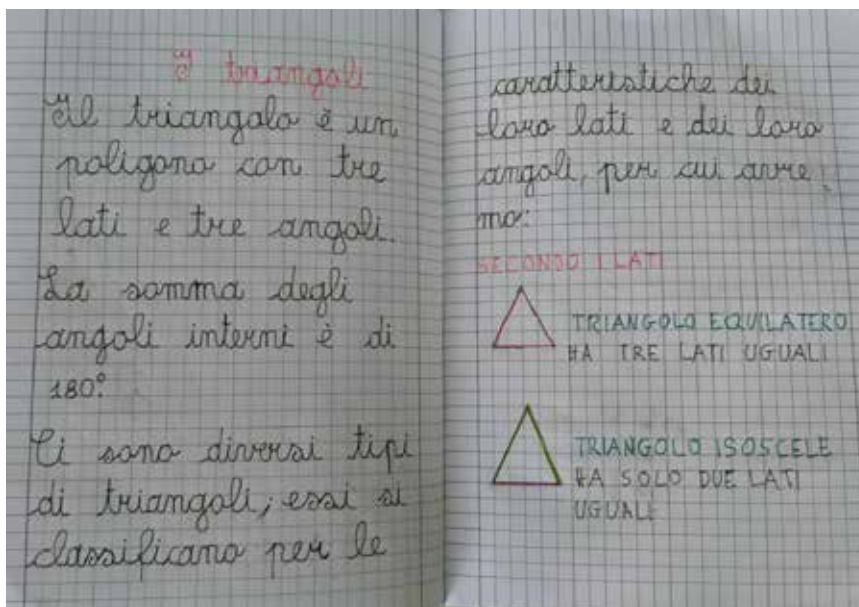 I triangoli
Il triangolo è un
poligono con tre
lati e tre angoli.
La somma degli
angoli interni è di
180°.
Ci sono diversi tipi
di triangoli; essi si
classificano per le
caratteristiche dei
loro lati e dei loro
angoli, per cui avre
mo:
SECONDO I LATI
TRIANGOLO EQUILATERO
HA TRE LATI UGUALI
TRIANGOLO ISOSCELE
HA SOLO DUE LATI
UGUALI